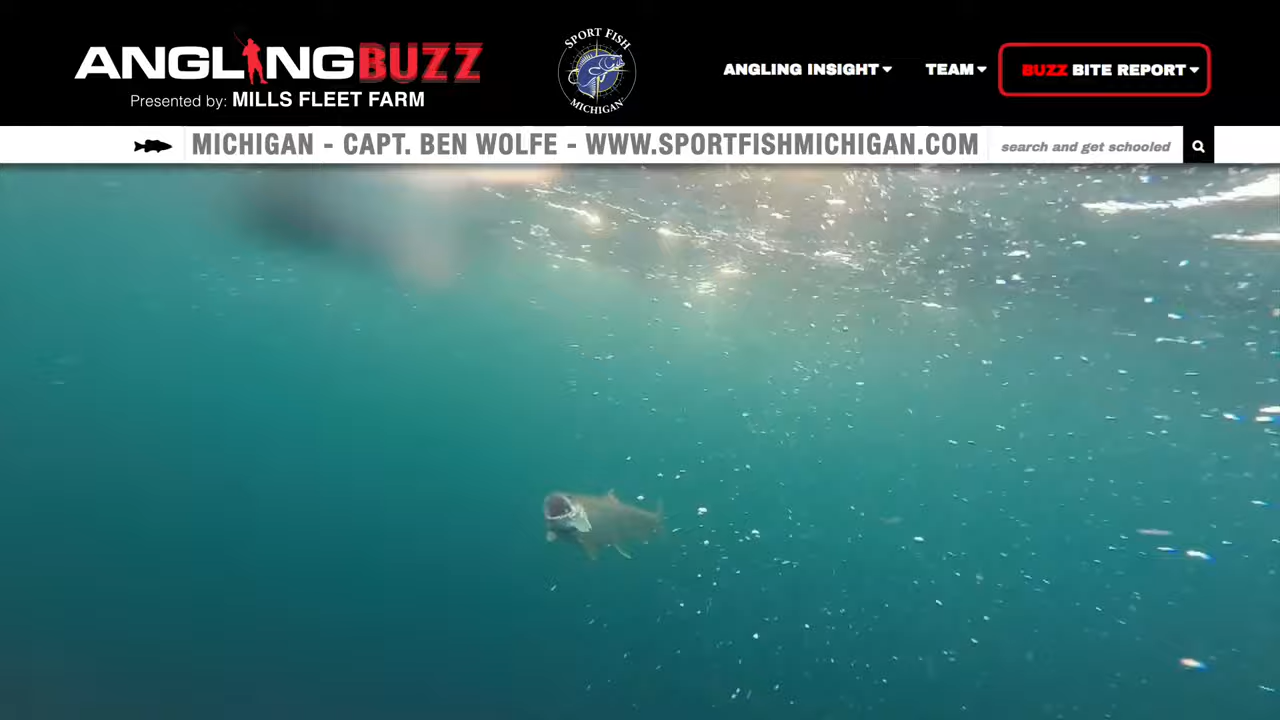 ANGLINGBUZZ
Presented by: MILLS FLEET FARM
SPORT FISH
MICHIGAN
ANGLING INSIGHT
TEAM
BUZZ BITE REPORT
MICHIGAN - CAPT. BEN WOLFE - WWW.SPORTFISHMICHIGAN.COM
search and get schooled